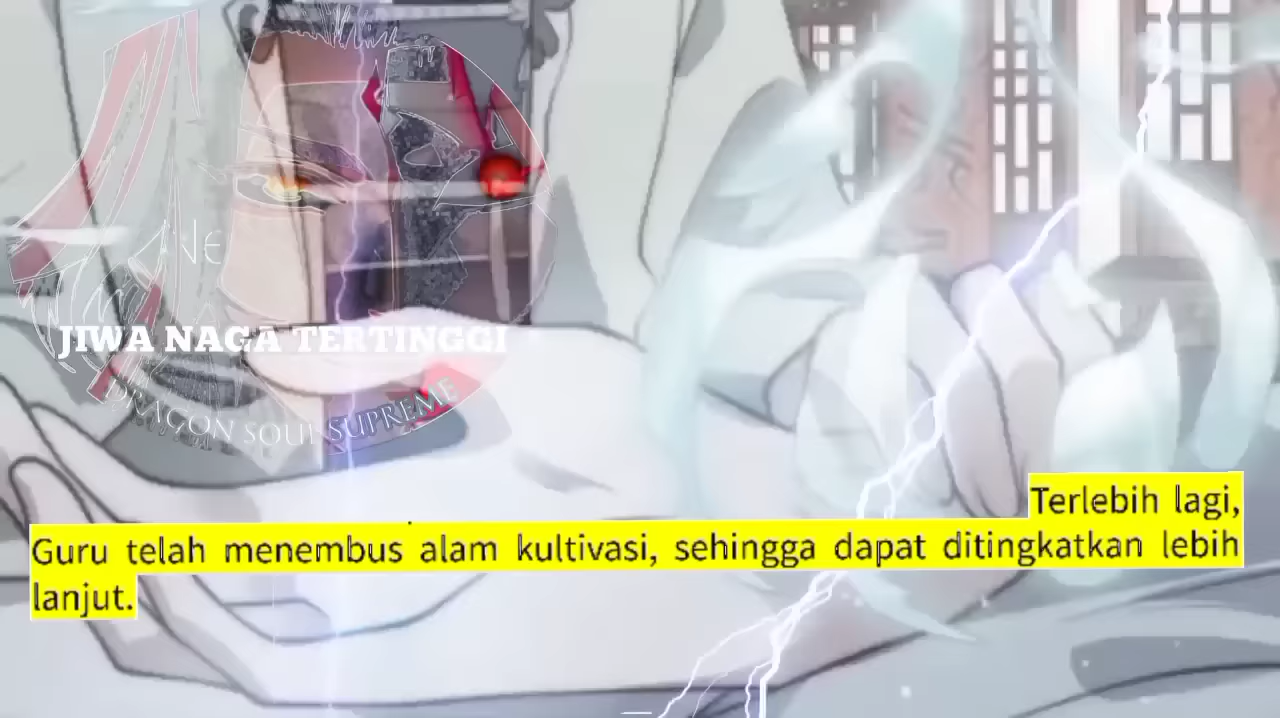 JIWA NAGA TERTINGGI
DRAGON SOUL SUPREME
Terlebih lagi,
Guru telah menembus alam kultivasi, sehingga dapat ditingkatkan lebih
lanjut.